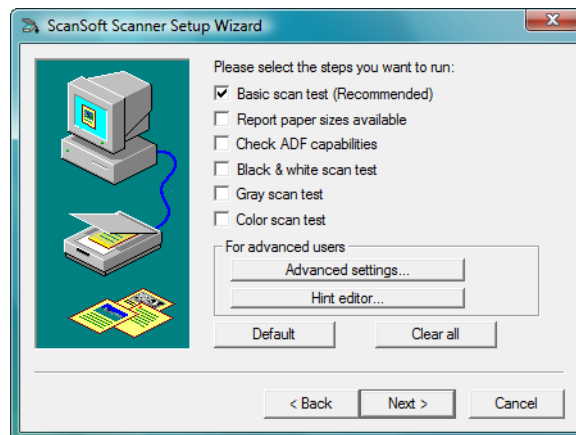 ScanSoft Scanner Setup Wizard
Please select the steps you want to run:
Basic scan test (Recommended)
Report paper sizes available
Check ADF capabilities
Black & white scan test
Gray scan test
Color scan test
For advanced users
Advanced settings...
Hint editor...
Default
Clear all
< Back
Next >
Cancel